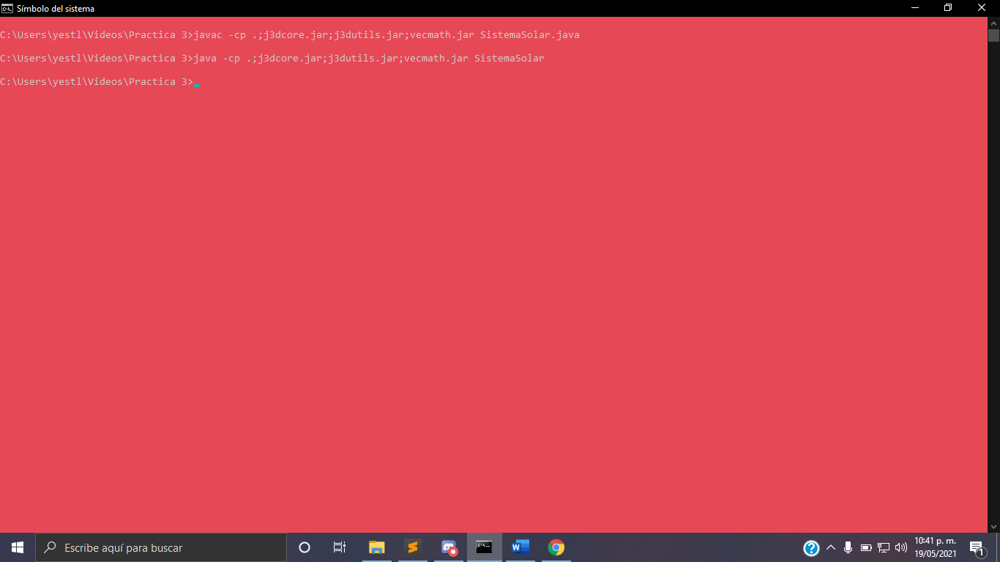 Símbolo del sistema
C:\Users\yestl\Videos\Practica 3>javac -cp .;j3dcore.jar;j3dutils.jar;vecmath.jar SistemaSolar.java
C:\Users\yestl\Videos\Practica 3>java -cp .;j3dcore.jar;j3dutils.jar;vecmath.jar SistemaSolar
C:\Users\yestl\Videos\Practica 3>
Escribe aquí para buscar
10:41 p. m.
19/05/2021
1